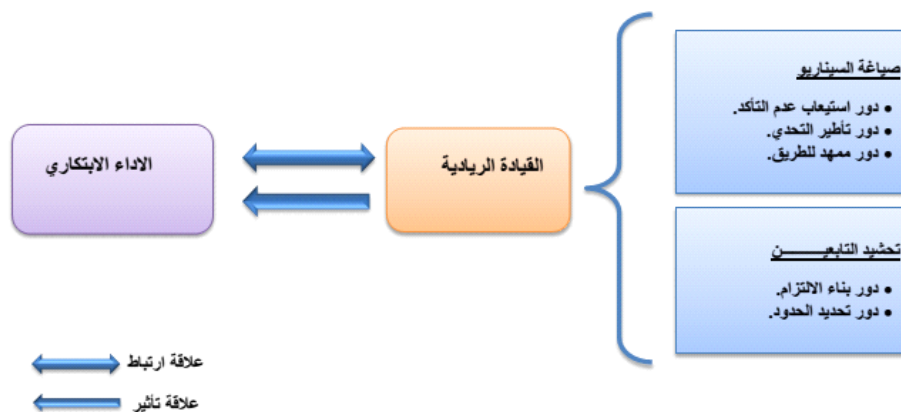 صياغة السيناريو
• دور استيعاب عدم التأكد.
• دور تأطير التحدي.
• دور ممهد للطريق.
القيادة الريادية
الاداء الابتكاري
تحشيد التابعيـــــــــن
• دور بناء الالتزام.
• دور تحديد الحدود.
علاقة ارتباط
علاقة تأثير